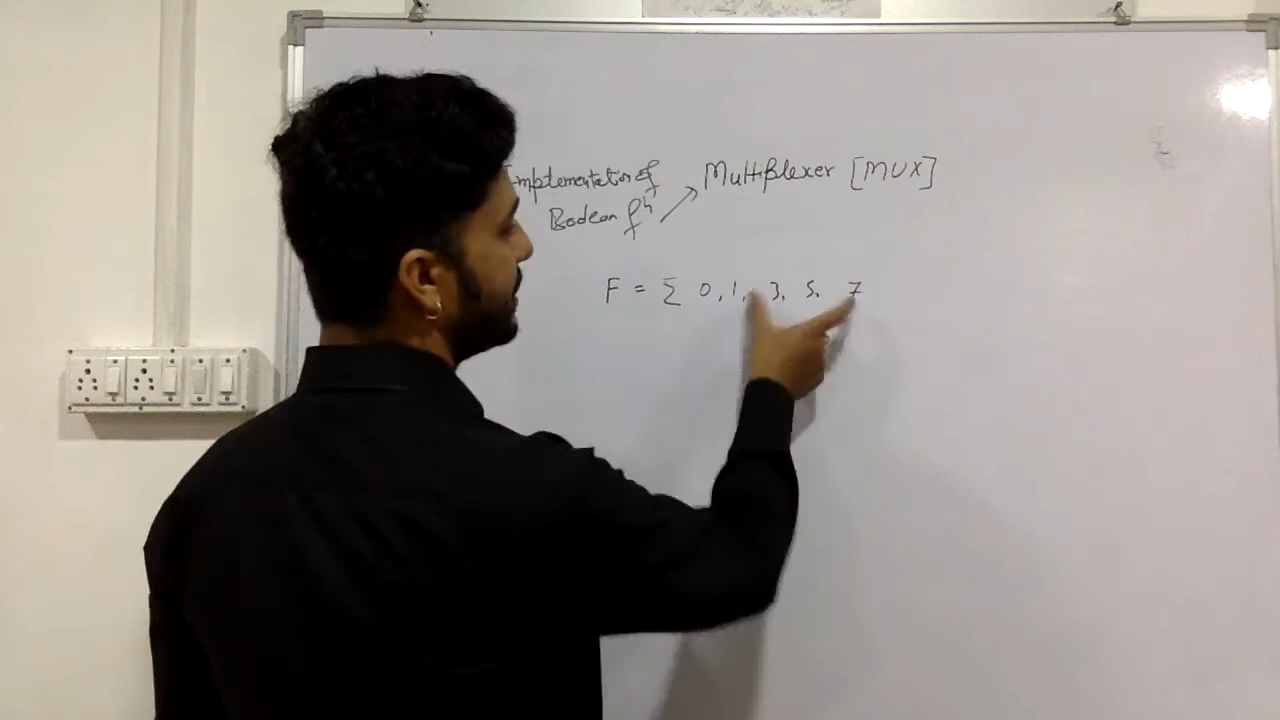 Implementation of Multiplexer [MUX]
Boolean fn
F = Σ 0, 1, 3, 5, 7